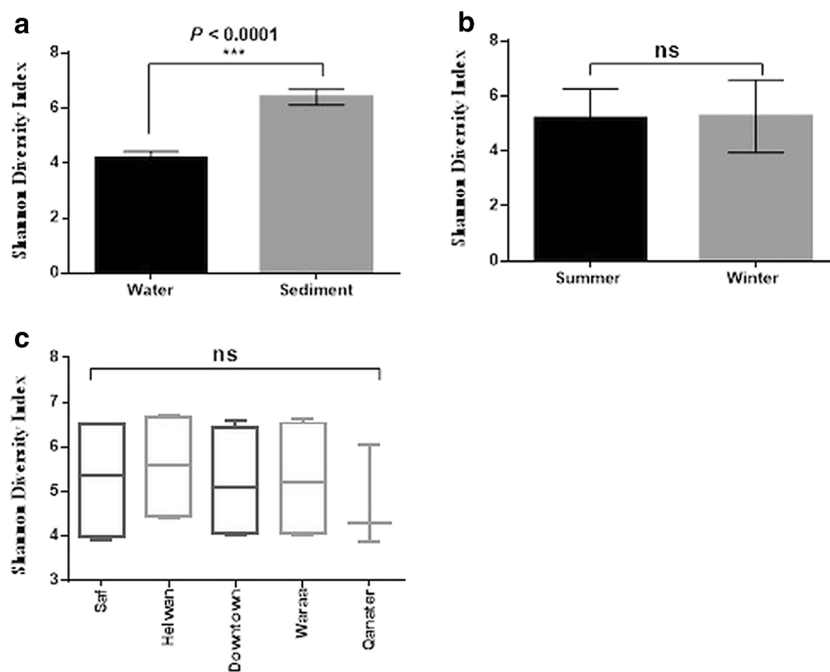 a
P < 0.0001
***
Shannon Diversity Index
8
6
4
2
0
Water
Sediment
b
ns
Shannon Diversity Index
8
6
4
2
0
Summer
Winter
c
ns
Shannon Diversity Index
8
7
6
5
4
3
Saf
Helwan
Downtown
Waraa
Qanater